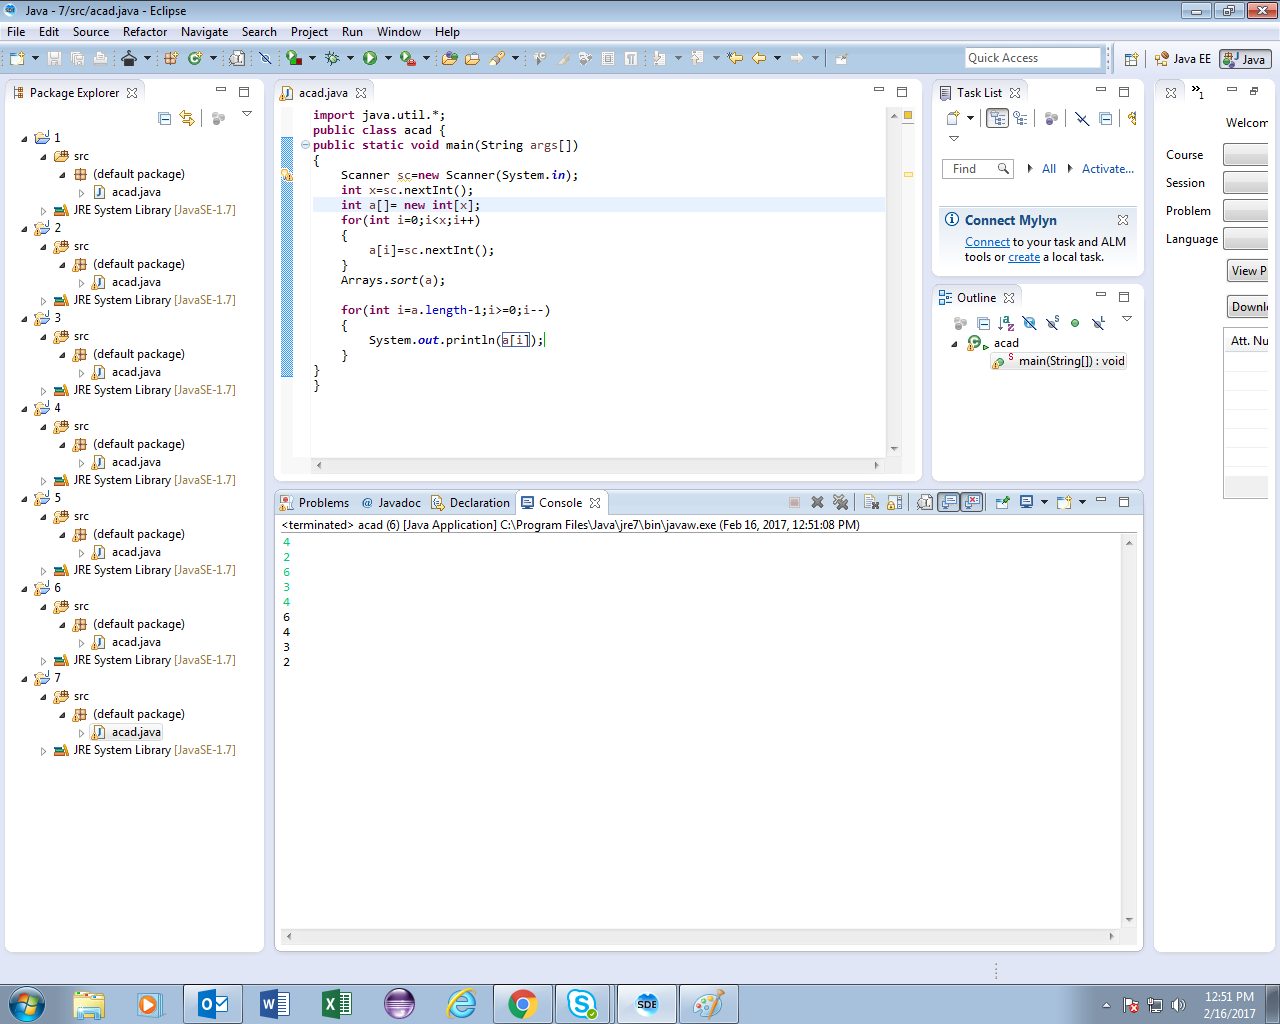 Java - 7/src/acad.java - Eclipse
File Edit Source Refactor Navigate Search Project Run Window Help
Quick Access
Java EE
Java
Package Explorer
1
src
(default package)
acad.java
JRE System Library [JavaSE-1.7]
2
src
(default package)
acad.java
JRE System Library [JavaSE-1.7]
3
src
(default package)
acad.java
JRE System Library [JavaSE-1.7]
4
src
(default package)
acad.java
JRE System Library [JavaSE-1.7]
5
src
(default package)
acad.java
JRE System Library [JavaSE-1.7]
6
src
(default package)
acad.java
JRE System Library [JavaSE-1.7]
7
src
(default package)
acad.java
JRE System Library [JavaSE-1.7]
acad.java
import java.util.*;
public class acad {
public static void main(String args[])
{
Scanner sc=new Scanner(System.in);
int x=sc.nextInt();
int a[]= new int[x];
for(int i=0;i<x;i++)
{
a[i]=sc.nextInt();
}
Arrays.sort(a);
for(int i=a.length-1;i>=0;i--)
{
System.out.println(a[i]);
}
}
}
Task List
Find
All
Activate...
Connect Mylyn
Connect to your task and ALM
tools or create a local task.
Outline
acad
main(String[]) : void
1
Welcom
Course
Session
Problem
Language
View P
Downlo
Att. Nu
Problems @ Javadoc Declaration Console
<terminated> acad (6) [Java Application] C:\Program Files\Java\jre7\bin\javaw.exe (Feb 16, 2017, 12:51:08 PM)
4
2
6
3
4
6
4
3
2
SDE
12:51 PM
2/16/2017